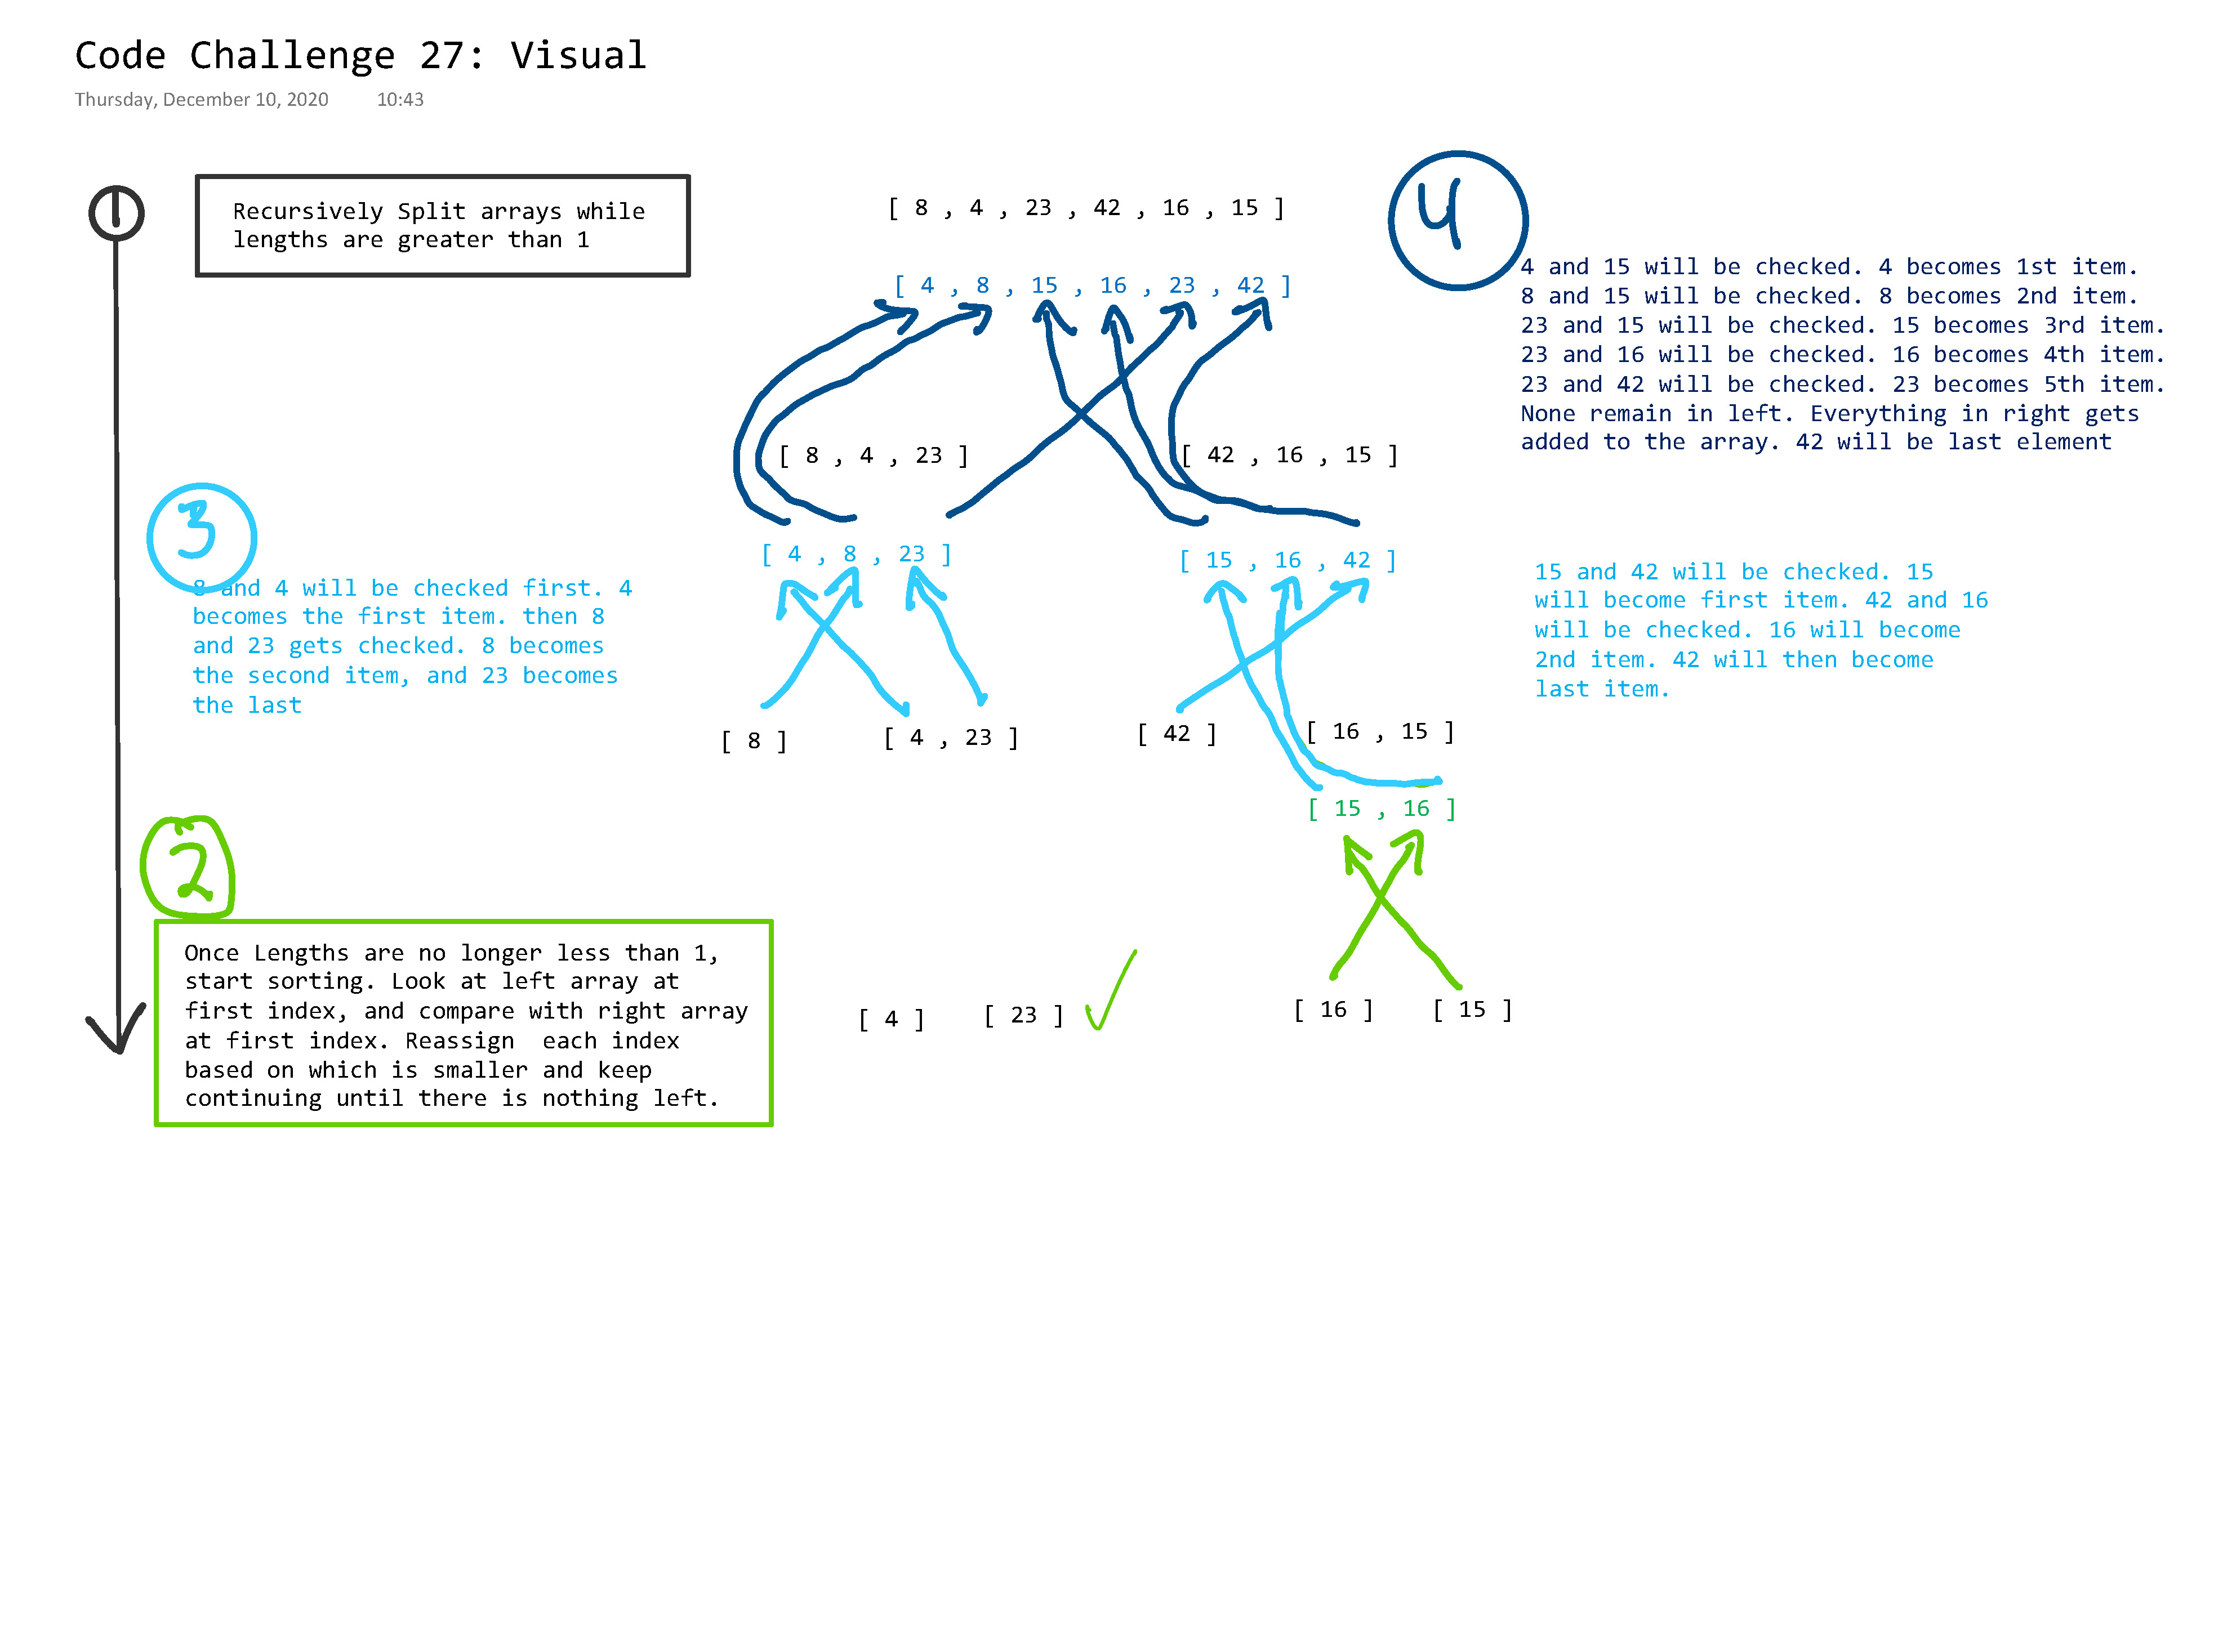 Code Challenge 27: Visual
Thursday, December 10, 2020 10:43
1
Recursively Split arrays while
lengths are greater than 1
[ 8 , 4 , 23 , 42 , 16 , 15 ]
[ 4 , 8 , 15 , 16 , 23 , 42 ]
4
4 and 15 will be checked. 4 becomes 1st item.
8 and 15 will be checked. 8 becomes 2nd item.
23 and 15 will be checked. 15 becomes 3rd item.
23 and 16 will be checked. 16 becomes 4th item.
23 and 42 will be checked. 23 becomes 5th item.
None remain in left. Everything in right gets
added to the array. 42 will be last element
[ 8 , 4 , 23 ]
[ 42 , 16 , 15 ]
3
8 and 4 will be checked first. 4
becomes the first item. then 8
and 23 gets checked. 8 becomes
the second item, and 23 becomes
the last
[ 4 , 8 , 23 ]
[ 15 , 16 , 42 ]
15 and 42 will be checked. 15
will become first item. 42 and 16
will be checked. 16 will become
2nd item. 42 will then become
last item.
[ 8 ]
[ 4 , 23 ]
[ 42 ]
[ 16 , 15 ]
[ 15 , 16 ]
2
Once Lengths are no longer less than 1,
start sorting. Look at left array at
first index, and compare with right array
at first index. Reassign  each index
based on which is smaller and keep
continuing until there is nothing left.
[ 4 ]
[ 23 ]
[ 16 ]
[ 15 ]